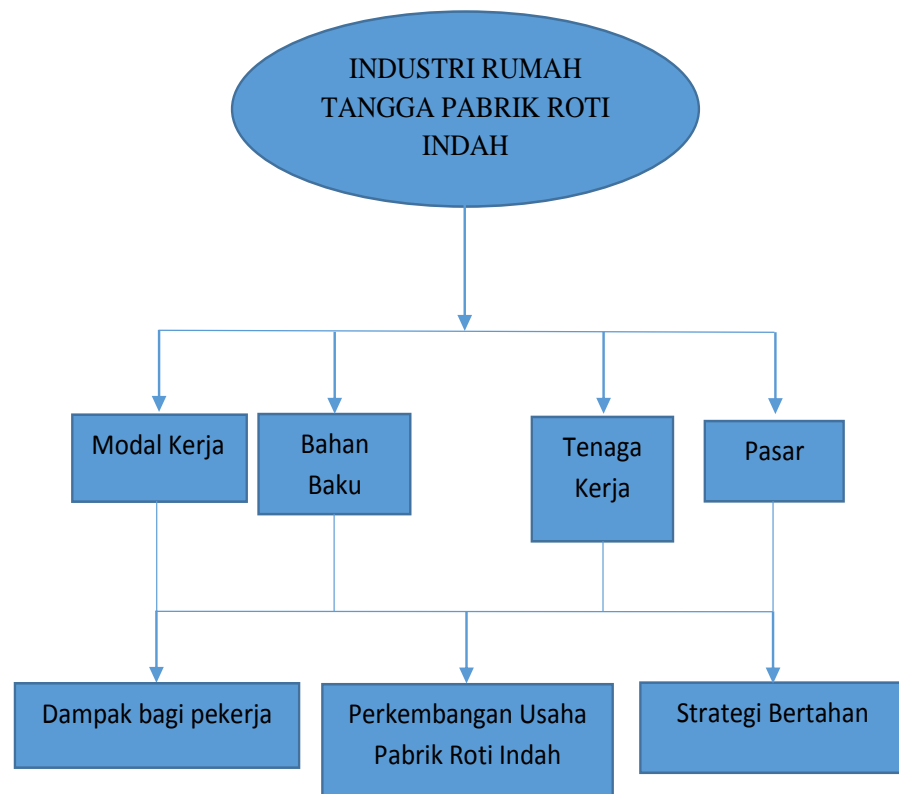 INDUSTRI RUMAH
TANGGA PABRIK ROTI
INDAH
Modal Kerja
Bahan
Baku
Tenaga
Kerja
Pasar
Dampak bagi pekerja
Perkembangan Usaha
Pabrik Roti Indah
Strategi Bertahan